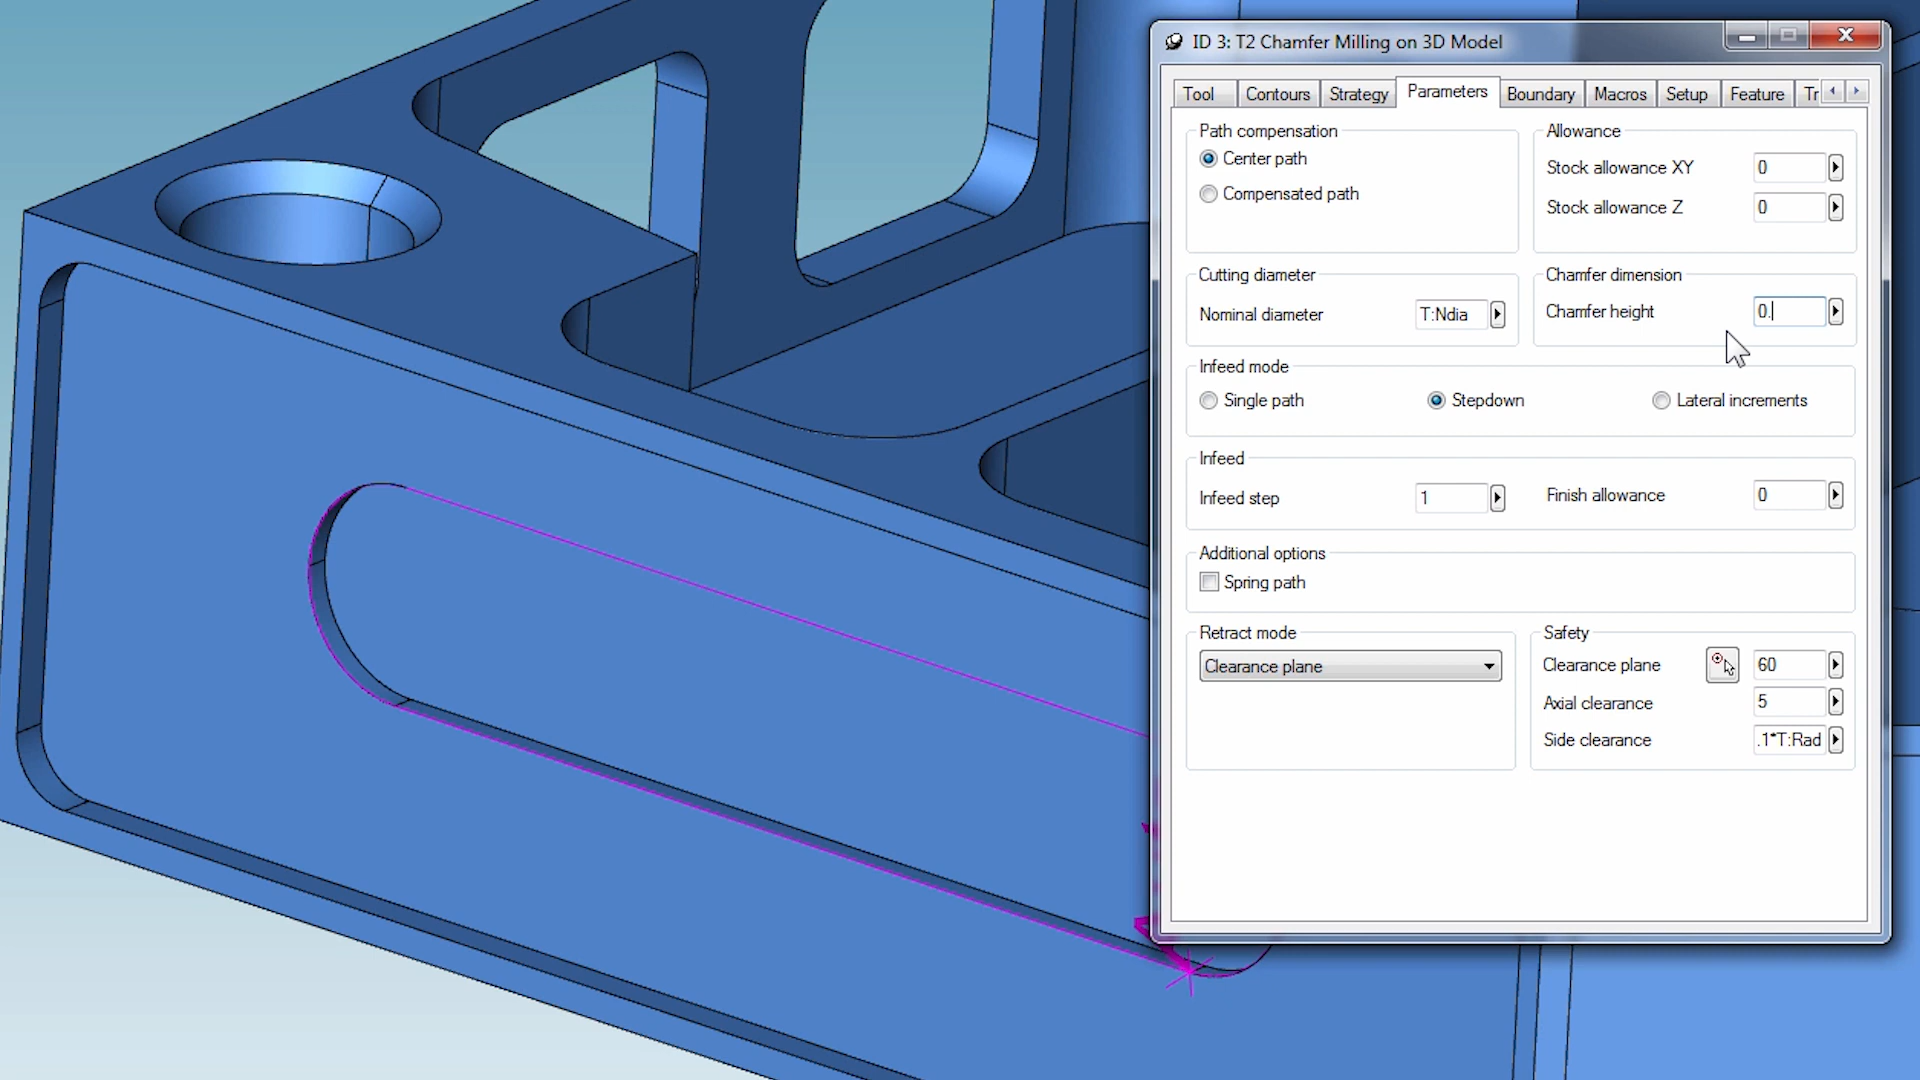 ID 3: T2 Chamfer Milling on 3D Model
Tool Contours Strategy Parameters Boundary Macros Setup Feature Tr
Path compensation
Center path
Compensated path
Allowance
Stock allowance XY 0
Stock allowance Z 0
Cutting diameter
Nominal diameter T:Ndia
Chamfer dimension
Chamfer height 0.
Infeed mode
Single path Stepdown Lateral increments
Infeed
Infeed step 1 Finish allowance 0
Additional options
Spring path
Retract mode
Clearance plane
Safety
Clearance plane 60
Axial clearance 5
Side clearance .1*T:Rad